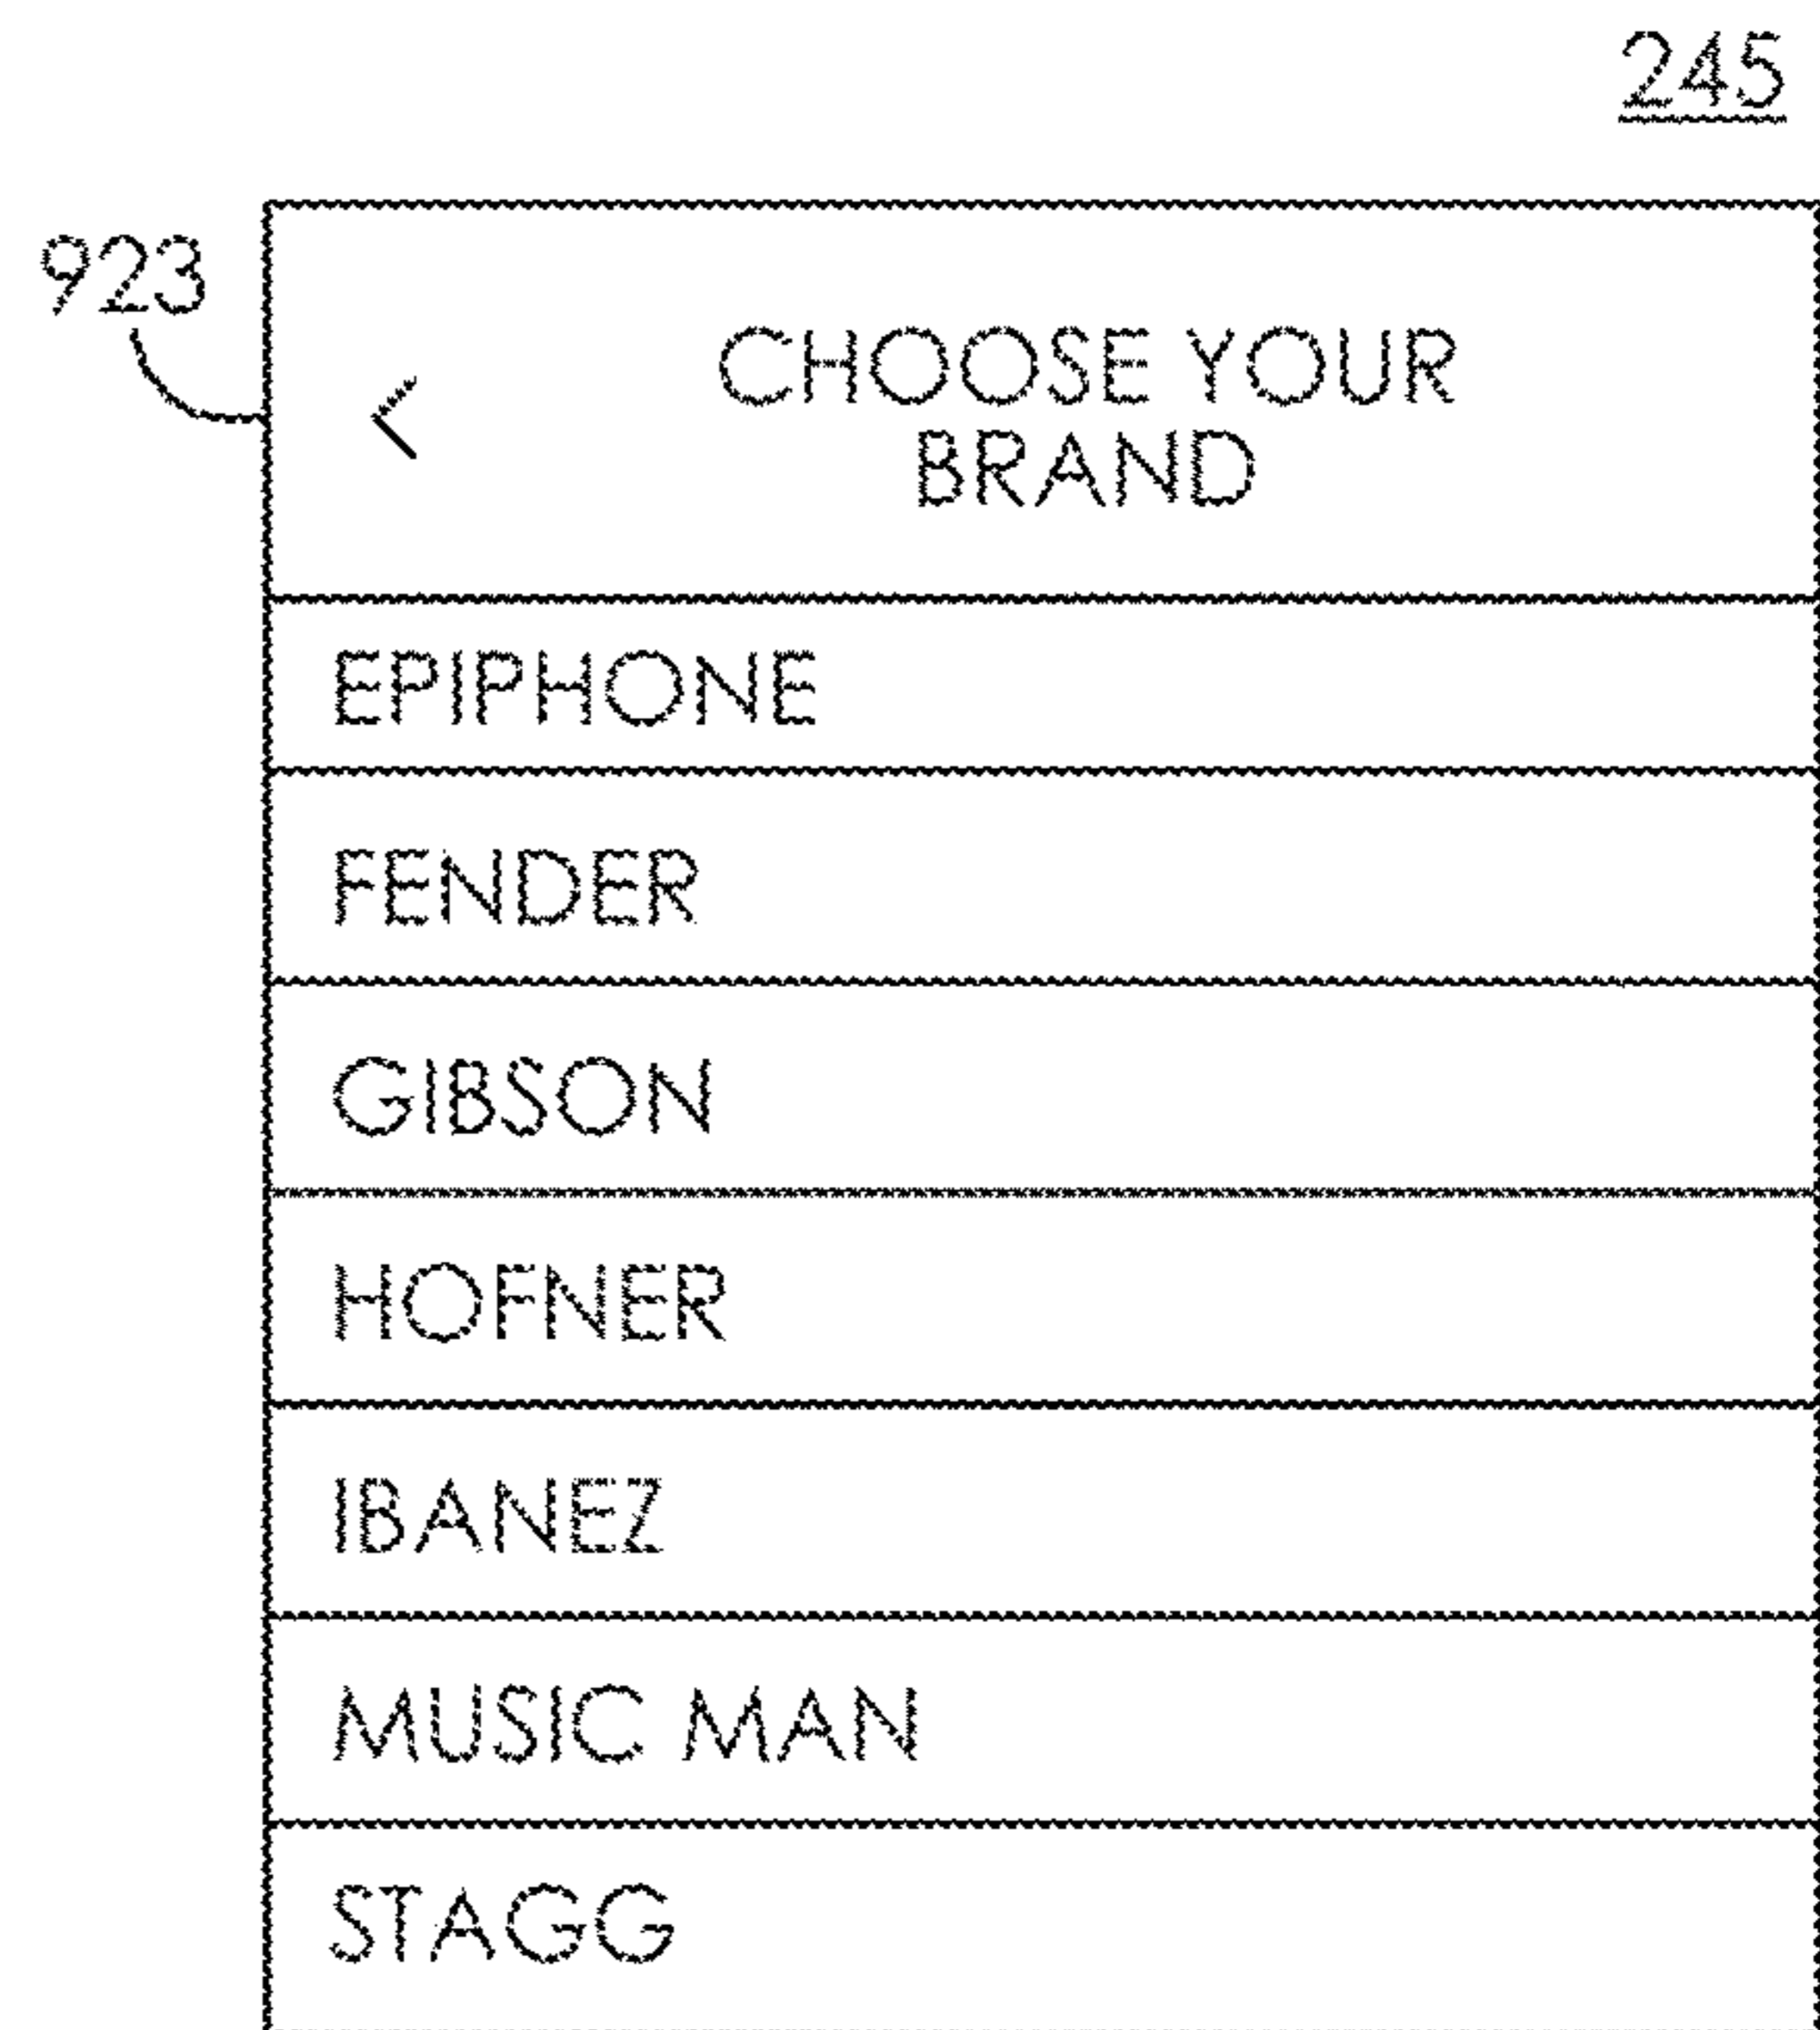 245
923
<
CHOOSE YOUR
BRAND
EPIPHONE
FENDER
GIBSON
HOFNER
IBANEZ
MUSIC MAN
STAGG